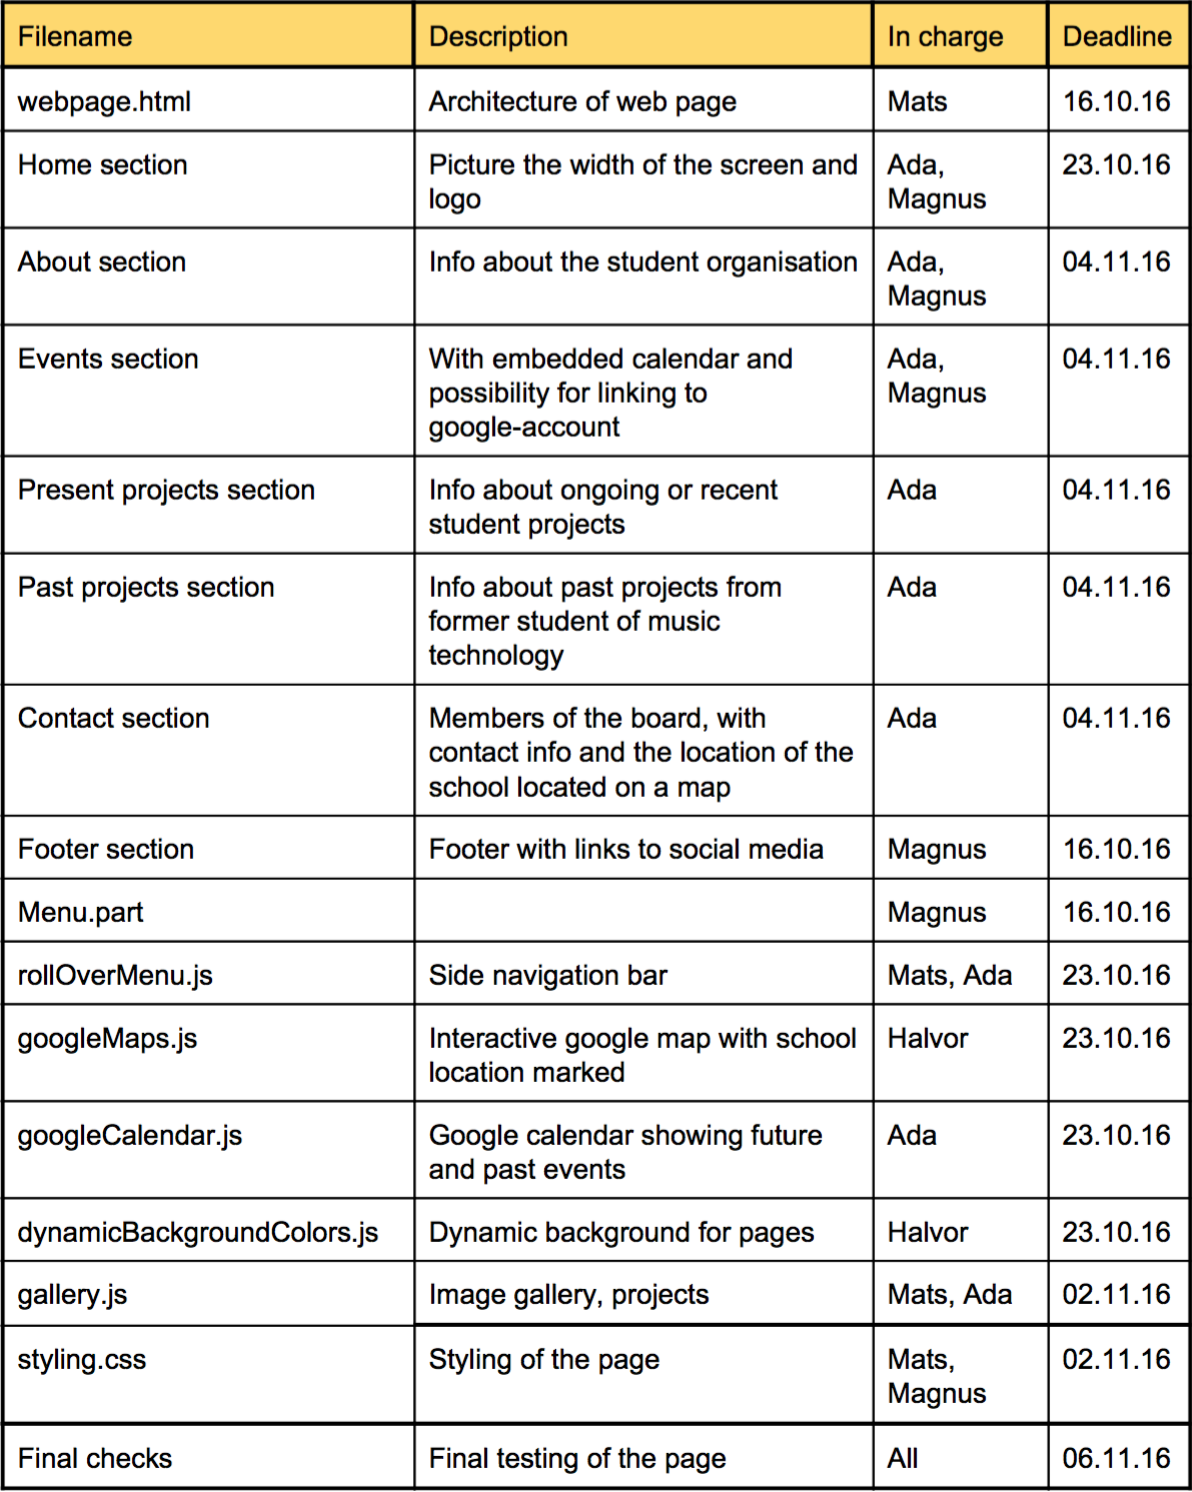 Filename Description In charge Deadline
webpage.html Architecture of web page Mats 16.10.16
Home section Picture the width of the screen and Ada, 23.10.16
logo Magnus
About section Info about the student organisation Ada, 04.11.16
Magnus
Events section With embedded calendar and Ada, 04.11.16
possibility for linking to Magnus
google-account
Present projects section Info about ongoing or recent Ada 04.11.16
student projects
Past projects section Info about past projects from Ada 04.11.16
former student of music
technology
Contact section Members of the board, with Ada 04.11.16
contact info and the location of the
school located on a map
Footer section Footer with links to social media Magnus 16.10.16
Menu.part Magnus 16.10.16
rollOverMenu.js Side navigation bar Mats, Ada 23.10.16
googleMaps.js Interactive google map with school Halvor 23.10.16
location marked
googleCalendar.js Google calendar showing future Ada 23.10.16
and past events
dynamicBackgroundColors.js Dynamic background for pages Halvor 23.10.16
gallery.js Image gallery, projects Mats, Ada 02.11.16
styling.css Styling of the page Mats, 02.11.16
Magnus
Final checks Final testing of the page All 06.11.16